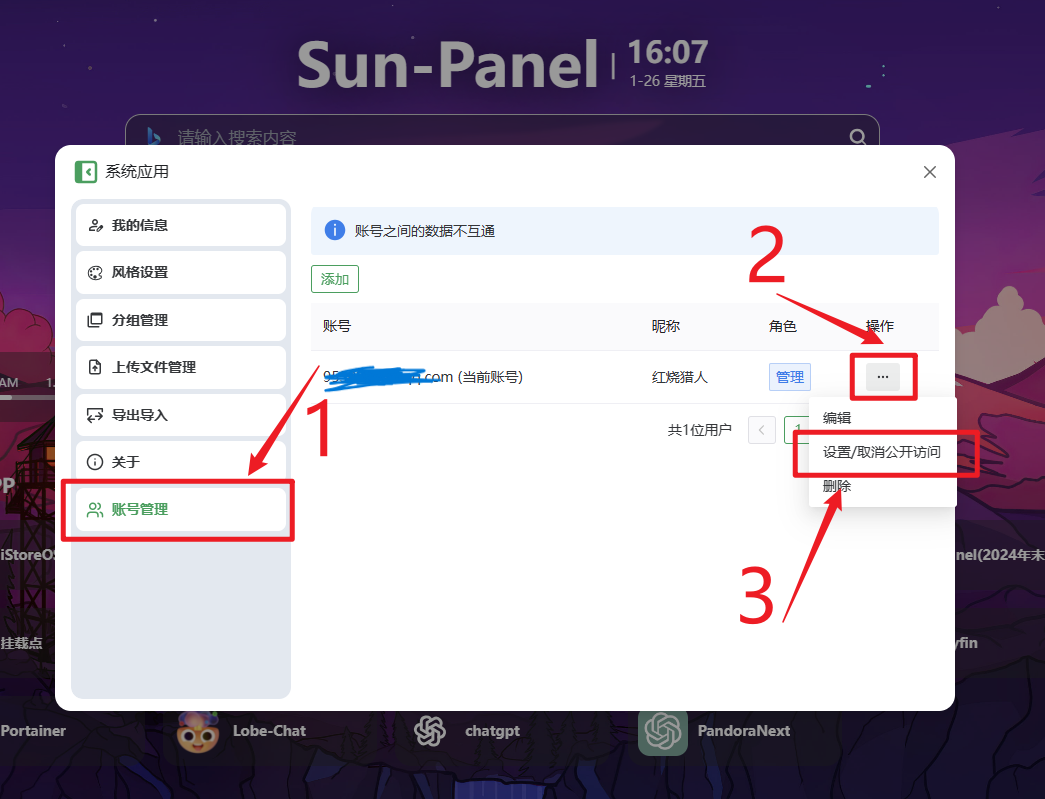 Sun-Panel
16:07
1-26 星期五
请输入搜索内容
系统应用
我的信息
风格设置
分组管理
上传文件管理
导出导入
关于
账号管理
账号之间的数据不互通
添加
账号 昵称 角色 操作
.com (当前账号) 红烧猎人 管理 ...
共1位用户 < 1
编辑
设置/取消公开访问
删除
1
2
3
AM 1.
PP
iStoreOS
nel(2024年末
挂载点
yfin
Portainer
Lobe-Chat
chatgpt
PandoraNext